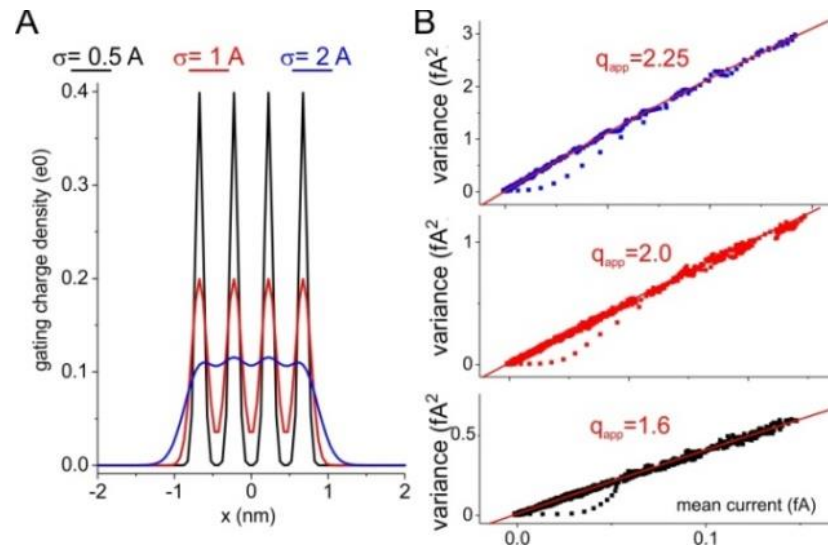 A
σ= 0.5 A
σ= 1 A
σ= 2 A
0.4
0.3
0.2
0.1
0.0
gating charge density (e0)
-2
-1
0
1
2
x (nm)
B
3
2
1
0
variance (fA²
qapp=2.25
1
0
variance (fA²
qapp=2.0
0.5
0
variance (fA²
qapp=1.6
mean current (fA)
0.0
0.1